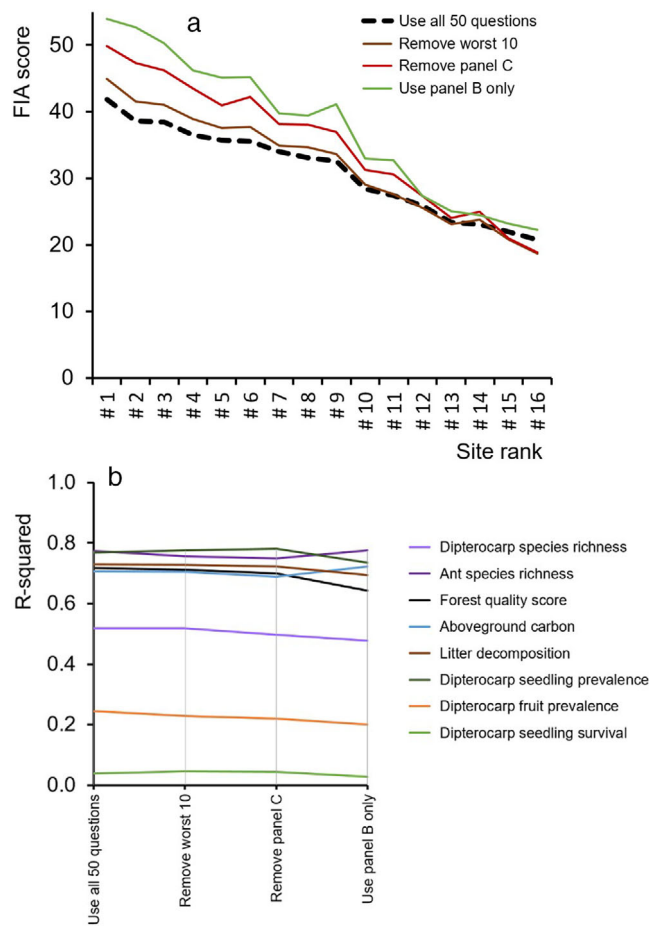 a
FIA score
50
40
30
20
10
0
Use all 50 questions
Remove worst 10
Remove panel C
Use panel B only
# 1
# 2
# 3
# 4
# 5
# 6
# 7
# 8
# 9
# 10
# 11
# 12
# 13
# 14
# 15
# 16
Site rank
b
R-squared
1.0
0.8
0.6
0.4
0.2
0.0
Dipterocarp species richness
Ant species richness
Forest quality score
Aboveground carbon
Litter decomposition
Dipterocarp seedling prevalence
Dipterocarp fruit prevalence
Dipterocarp seedling survival
Use all 50 questions
Remove worst 10
Remove panel C
Use panel B only